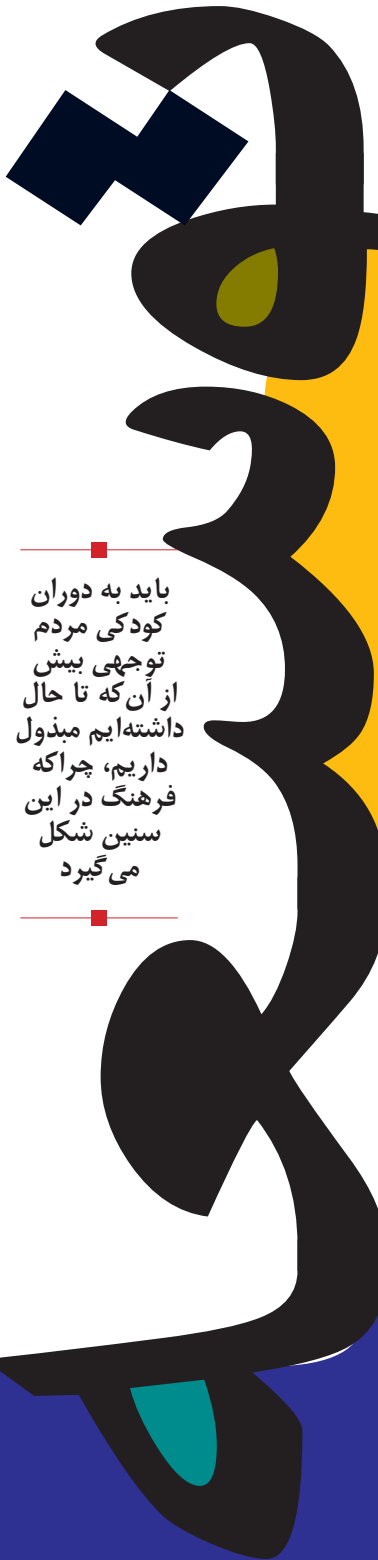 باید به دوران
کودکی مردم
توجهی بیش
از آن‌که تا حال
داشته‌ایم مبذول
داریم، چراکه
فرهنگ در این
سنین شکل
می‌گیرد